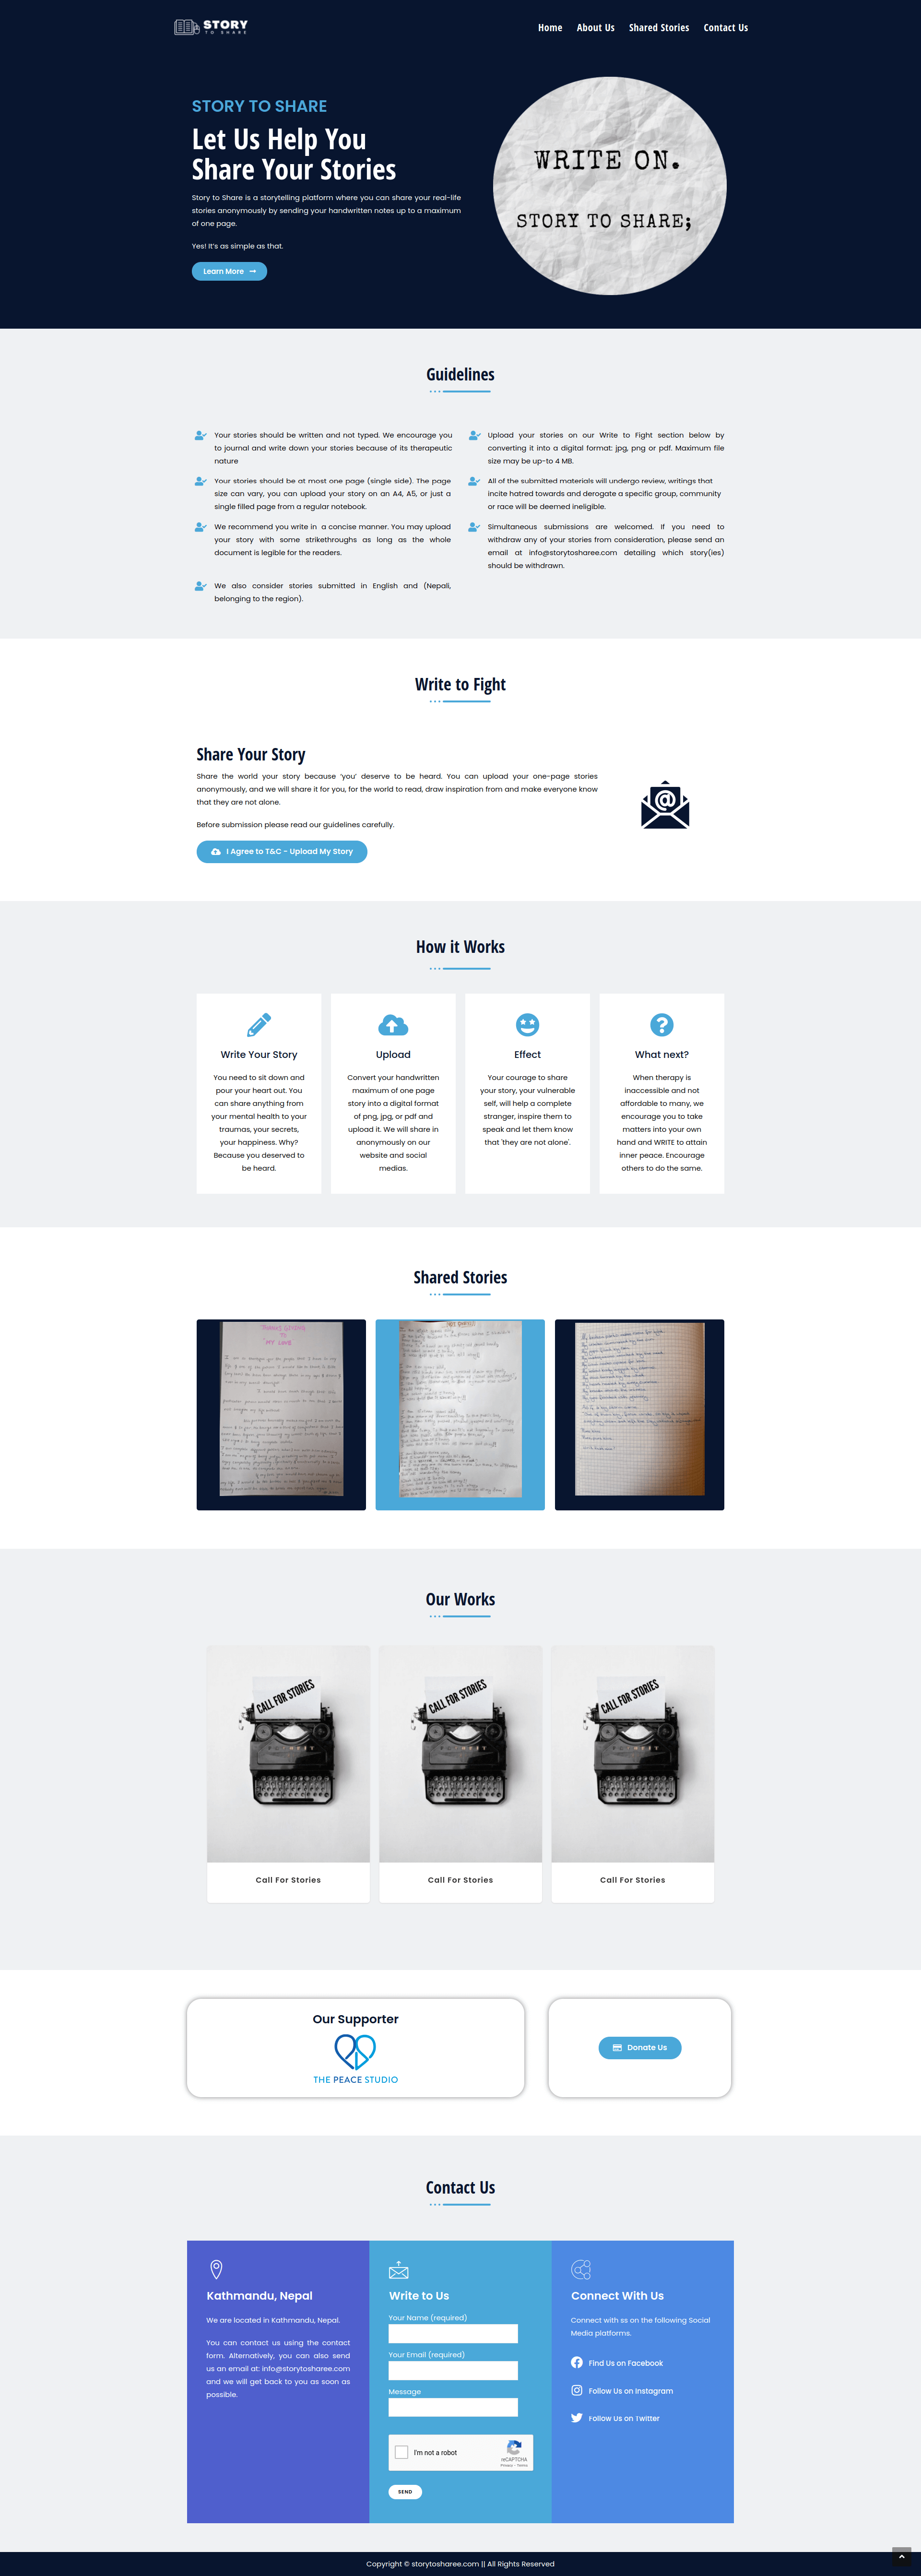 STORY
TO SHARE
Home
About Us
Shared Stories
Contact Us
STORY TO SHARE
Let Us Help You
Share Your Stories
Story to Share is a storytelling platform where you can share your real-life
stories anonymously by sending your handwritten notes up to a maximum
of one page.
Yes! It's as simple as that.
Learn More
WRITE ON.
STORY TO SHARE;
Guidelines
Your stories should be written and not typed. We encourage you
to journal and write down your stories because of its therapeutic
nature
Your stories should be at most one page (single side). The page
size can vary, you can upload your story on an A4, A5, or just a
single filled page from a regular notebook.
We recommend you write in a concise manner. You may upload
your story with some strikethroughs as long as the whole
document is legible for the readers.
We also consider stories submitted in English and (Nepali,
belonging to the region).
Upload your stories on our Write to Fight section below by
converting it into a digital format: jpg, png or pdf. Maximum file
size may be up-to 4 MB.
All of the submitted materials will undergo review, writings that
incite hatred towards and derogate a specific group, community
or race will be deemed ineligible.
Simultaneous submissions are welcomed. If you need to
withdraw any of your stories from consideration, please send an
email at info@storytosharee.com detailing which story(ies)
should be withdrawn.
Write to Fight
Share Your Story
Share the world your story because ‘you’ deserve to be heard. You can upload your one-page stories
anonymously, and we will share it for you, for the world to read, draw inspiration from and make everyone know
that they are not alone.
Before submission please read our guidelines carefully.
I Agree to T&C - Upload My Story
How it Works
Write Your Story
You need to sit down and
pour your heart out. You
can share anything from
your mental health to your
traumas, your secrets,
your happiness. Why?
Because you deserved to
be heard.
Upload
Convert your handwritten
maximum of one page
story into a digital format
of png, jpg, or pdf and
upload it. We will share in
anonymously on our
website and social
medias.
Effect
Your courage to share
your story, your vulnerable
self, will help a complete
stranger, inspire them to
speak and let them know
that 'they are not alone'.
What next?
When therapy is
inaccessible and not
affordable to many, we
encourage you to take
matters into your own
hand and WRITE to attain
inner peace. Encourage
others to do the same.
Shared Stories
THANKS GIVING
TO
MY LOVE
Our Works
CALL FOR STORIES
Call For Stories
CALL FOR STORIES
Call For Stories
CALL FOR STORIES
Call For Stories
Our Supporter
THE PEACE STUDIO
Donate Us
Contact Us
Kathmandu, Nepal
We are located in Kathmandu, Nepal.
You can contact us using the contact
form. Alternatively, you can also send
us an email at: info@storytosharee.com
and we will get back to you as soon as
possible.
Write to Us
Your Name (required)
Your Email (required)
Message
I'm not a robot
reCAPTCHA
Privacy - Terms
SEND
Connect With Us
Connect with ss on the following Social
Media platforms.
Find Us on Facebook
Follow Us on Instagram
Follow Us on Twitter
Copyright © storytosharee.com || All Rights Reserved